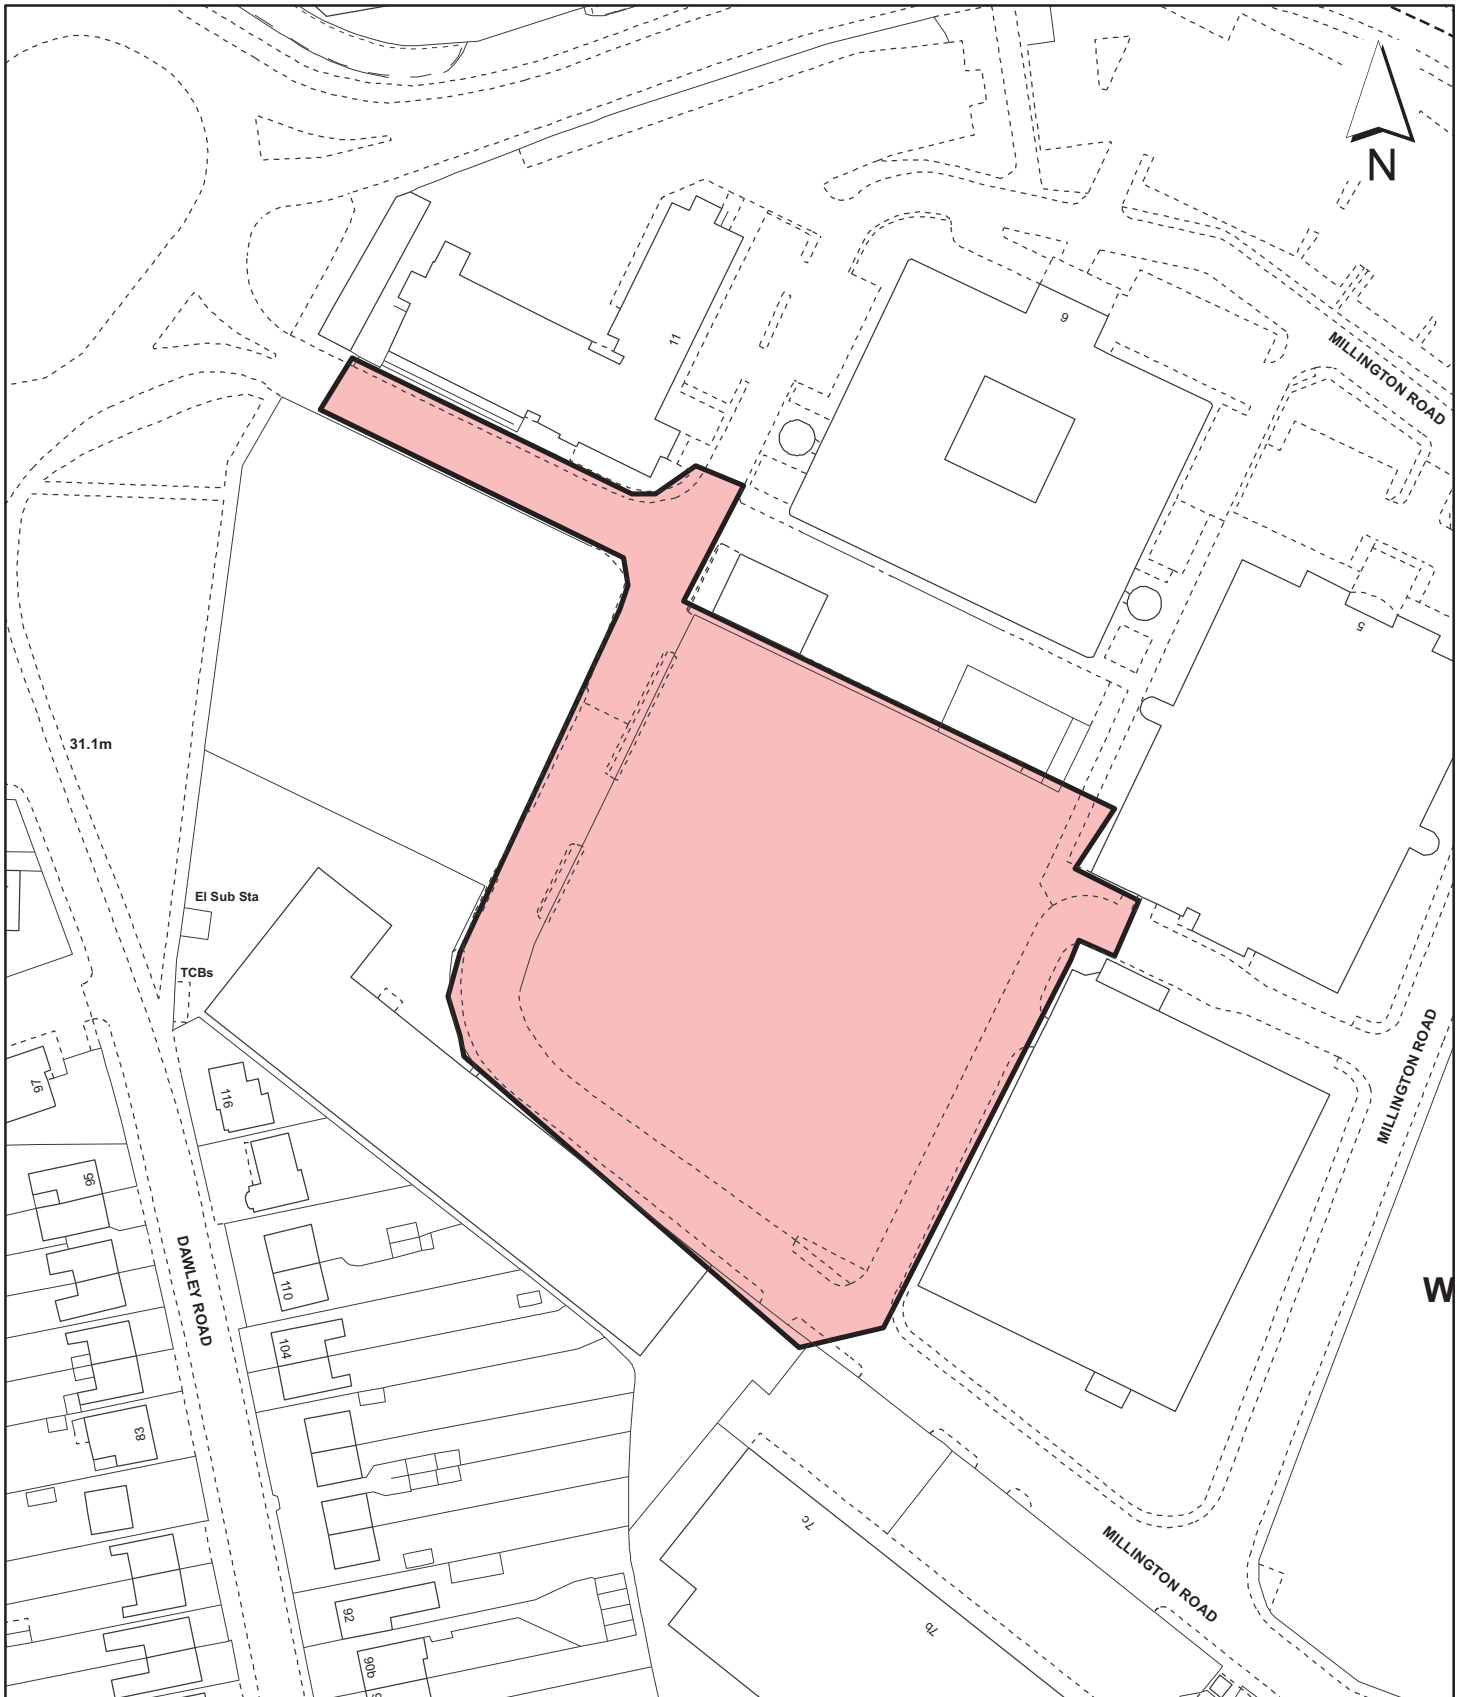 N
MILLINGTON ROAD
11
9
5
31.1m
El Sub Sta
TCBs
97
116
95
110
DAWLEY ROAD
104
83
92
90b
MILLINGTON ROAD
W
7c
7b
MILLINGTON ROAD